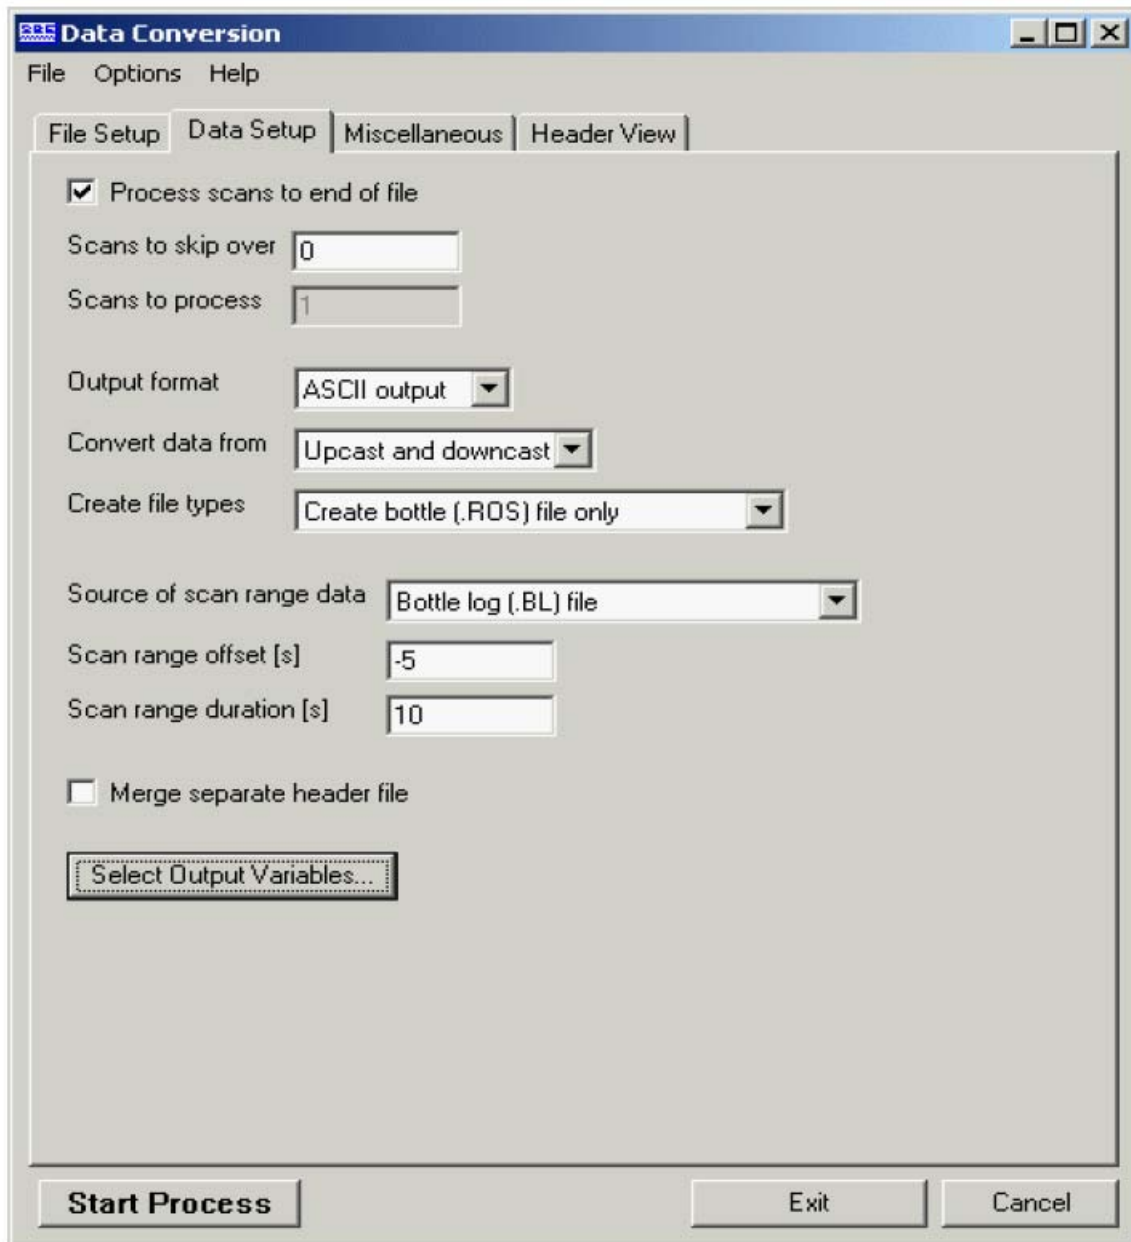 SBE Data Conversion
File Options Help
File Setup Data Setup Miscellaneous Header View
Process scans to end of file
Scans to skip over 0
Scans to process 1
Output format ASCII output
Convert data from Upcast and downcast
Create file types Create bottle (.ROS) file only
Source of scan range data Bottle log (.BL) file
Scan range offset [s] -5
Scan range duration [s] 10
Merge separate header file
Select Output Variables...
Start Process Exit Cancel